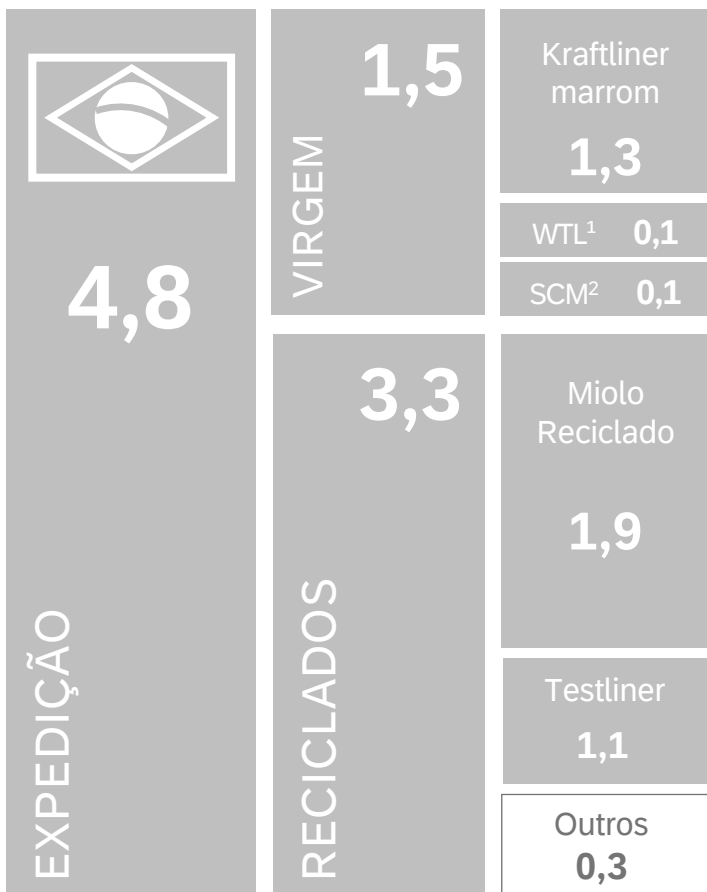 4,8
EXPEDIÇÃO
1,5
VIRGEM
Kraftliner
marrom
1,3
WTL¹ 0,1
SCM² 0,1
3,3
RECICLADOS
Miolo
Reciclado
1,9
Testliner
1,1
Outros
0,3